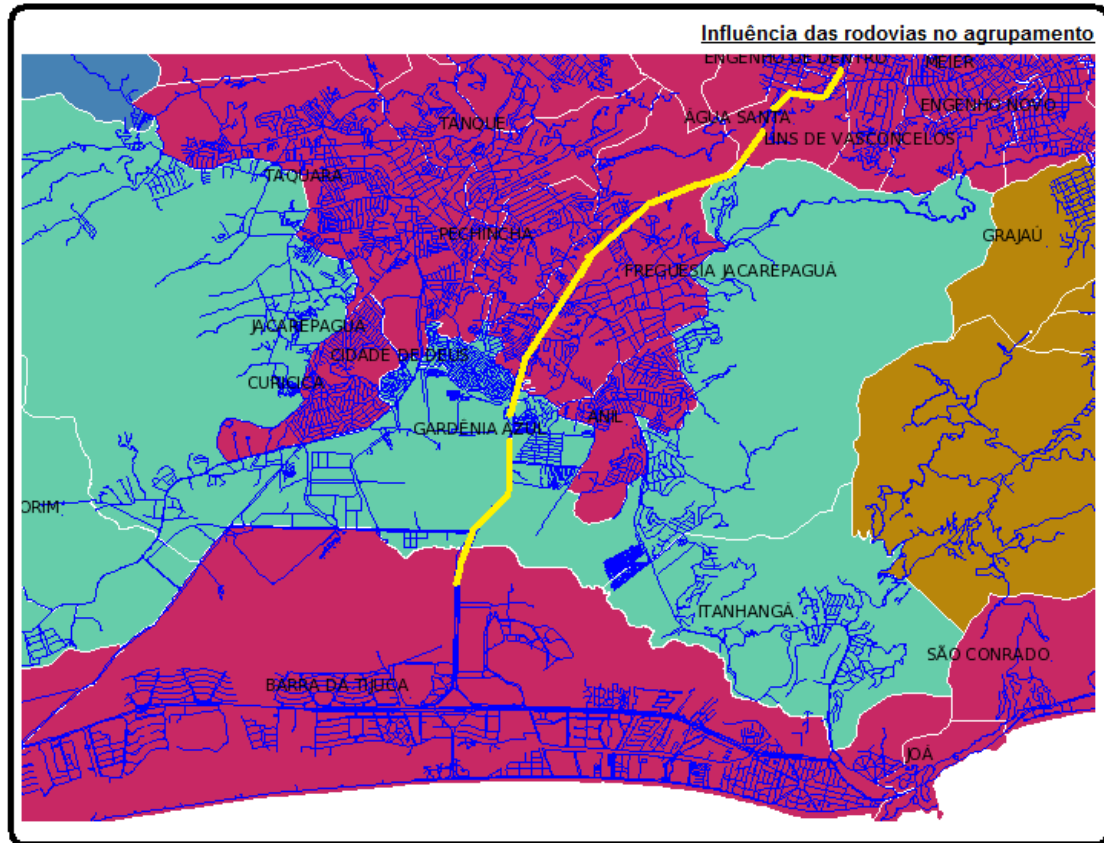 Influência das rodovias no agrupamento
ENGENHO DE DENTRO
MEIER
ENGENHO NOVO
ÁGUA SANTA
TANQUE
LINS DE VASCONCELOS
TAQUARA
PECHINCHA
GRAJAÚ
FREGUESIA JACAREPAGUÁ
JACAREPAGUÁ
CIDADE DE DEUS
CURICICA
ANIL
GARDÊNIA AZUL
ORIM
ITANHANGÁ
SÃO CONRADO
BARRA DA TIJUCA
JOÁ